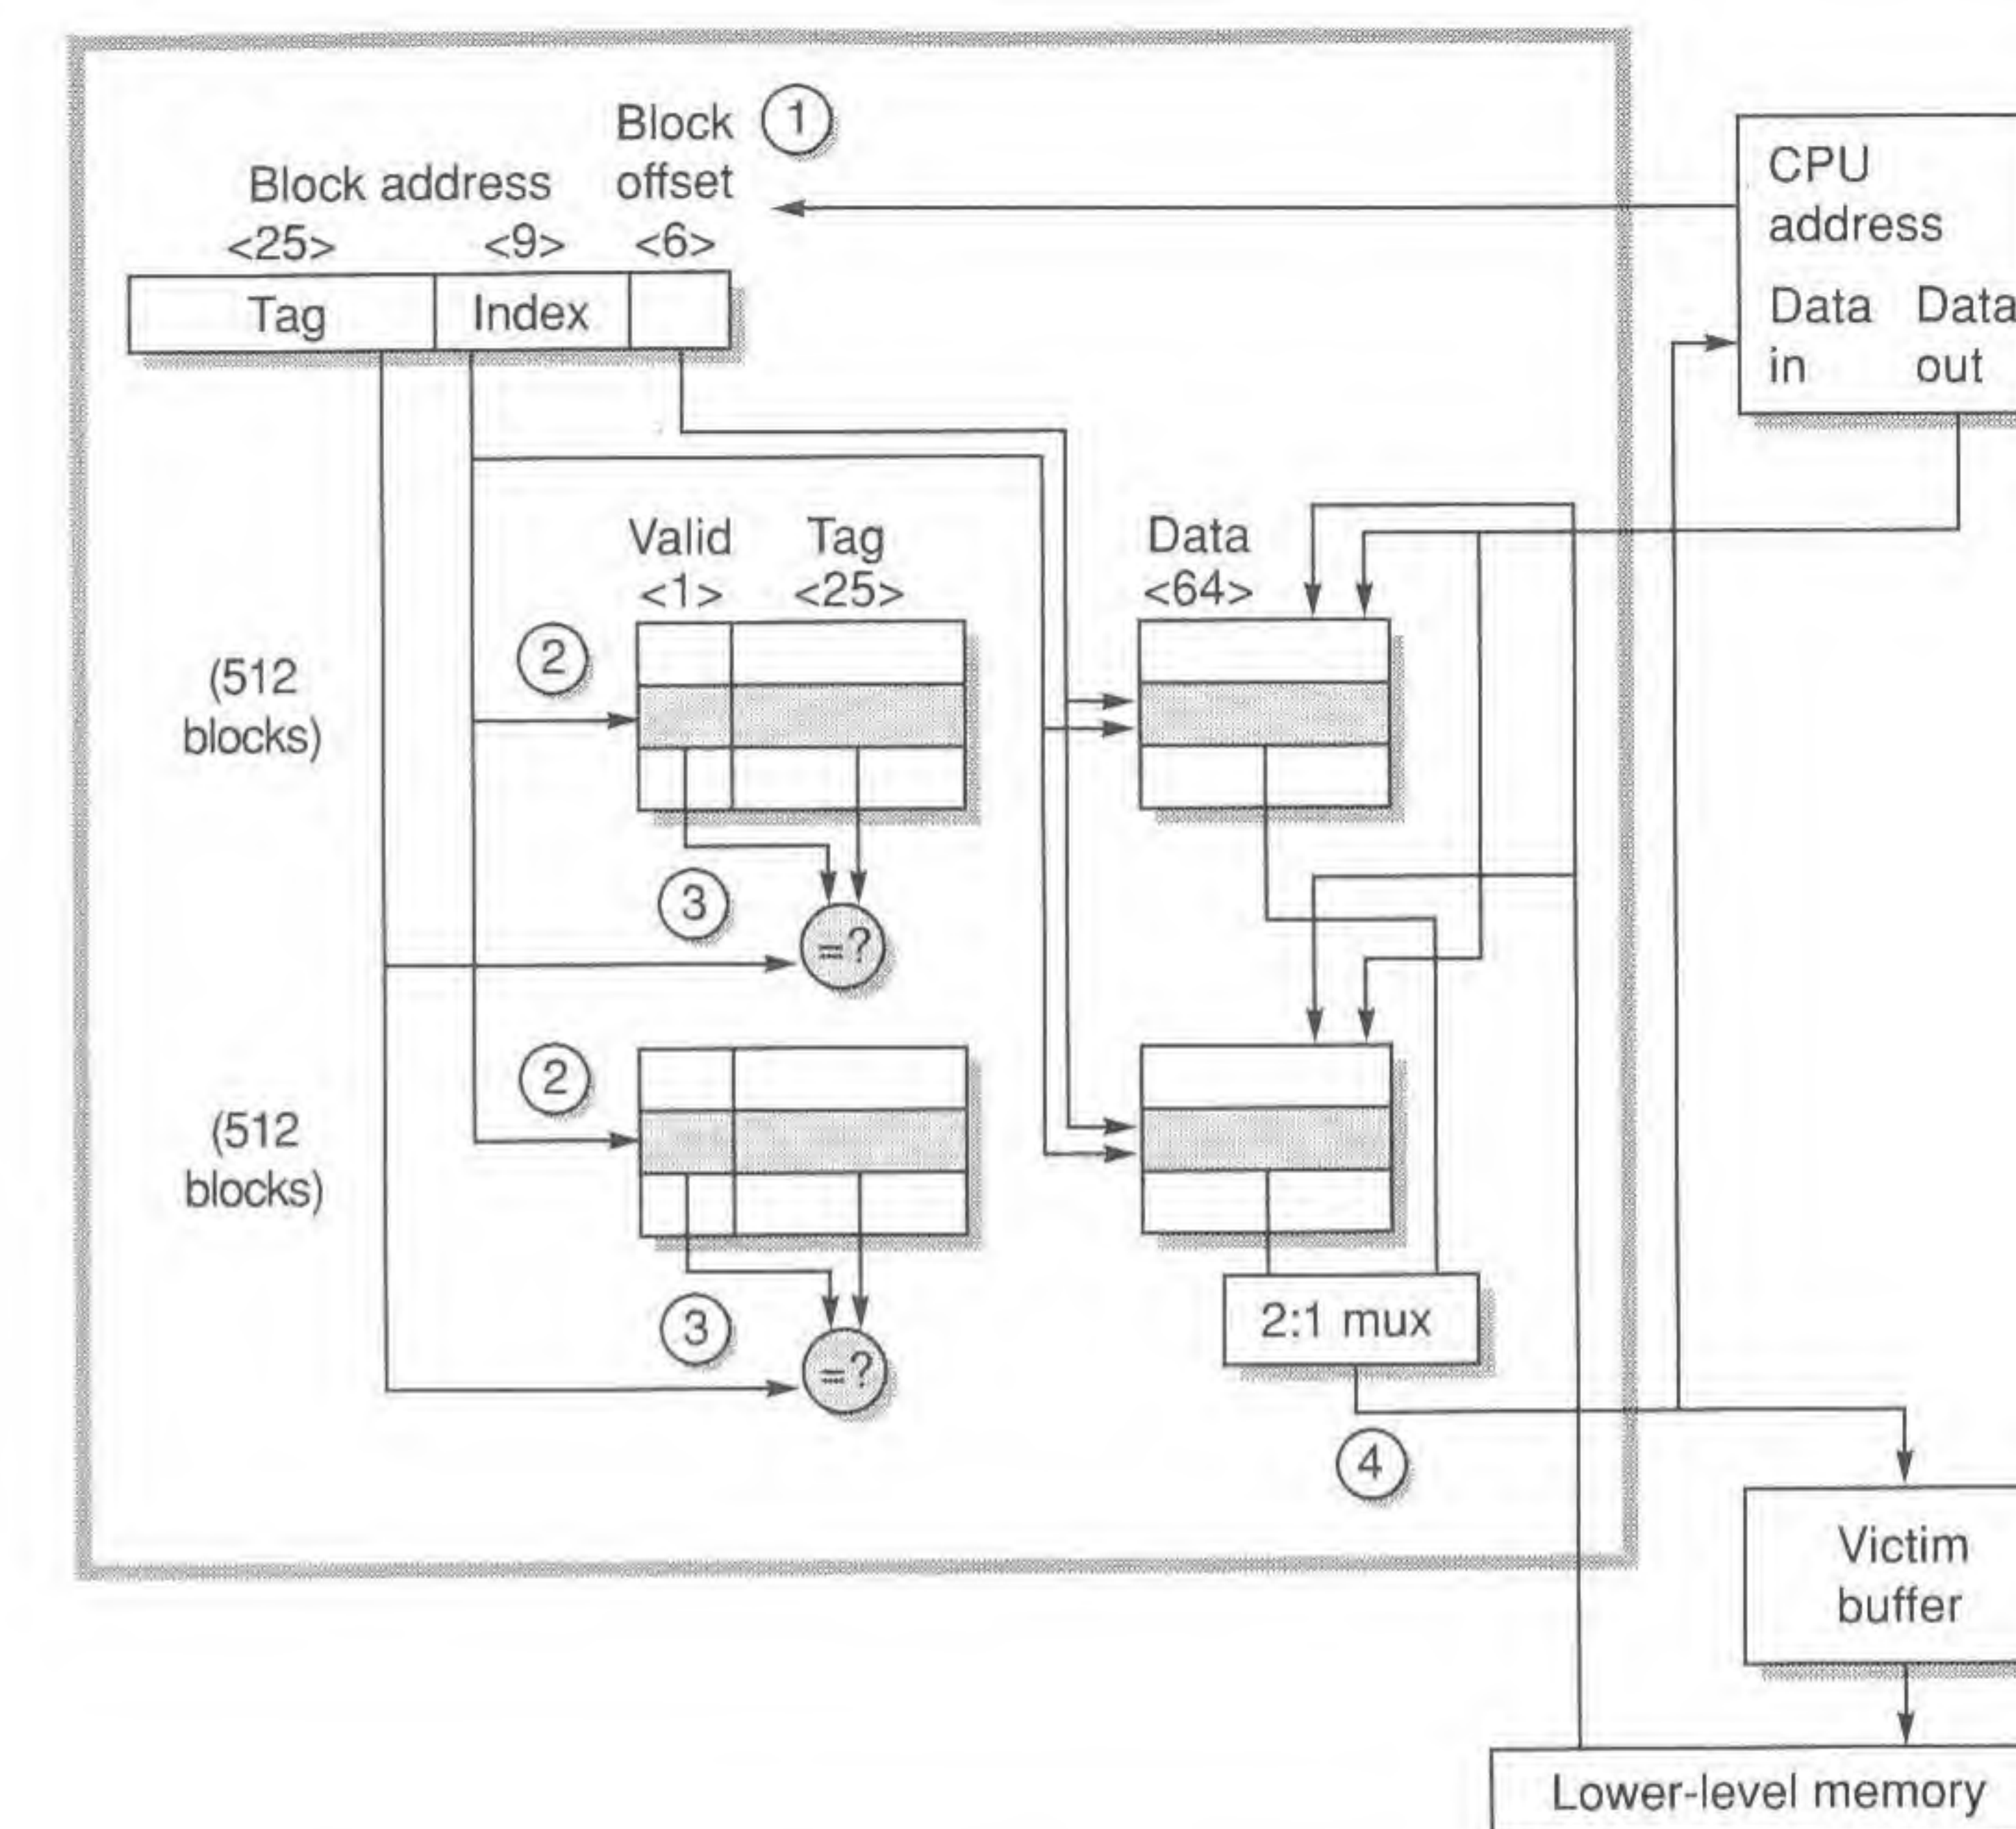 Block
offset
1
Block address
<25>
<9>
<6>
Tag
Index
CPU
address
Data
in
Data
out
Valid
<1>
Tag
<25>
Data
<64>
(512
blocks)
2
3
=?
(512
blocks)
2
3
=?
2:1 mux
4
Victim
buffer
Lower-level memory